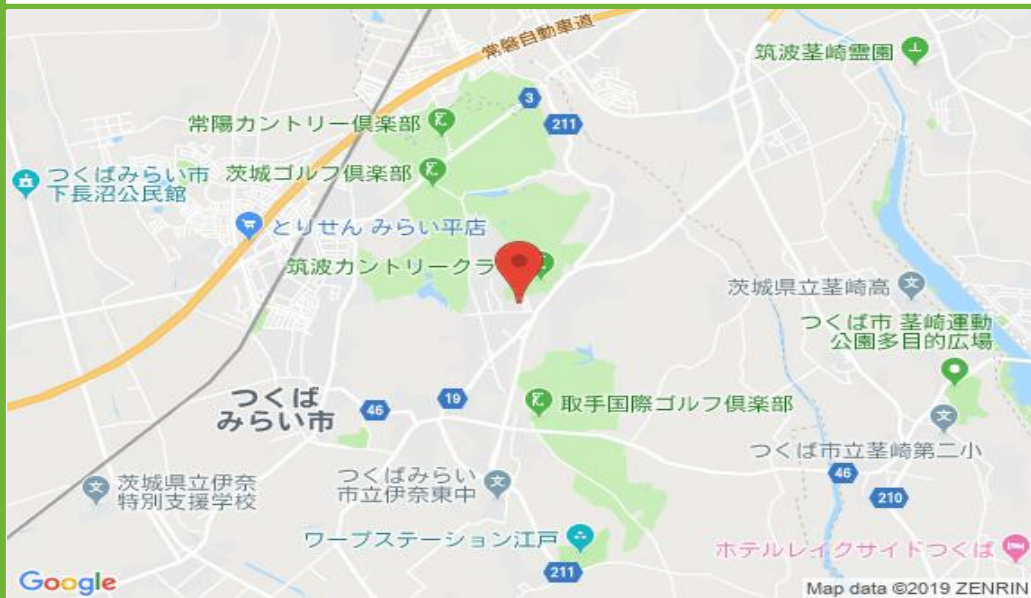 常磐自動車道
筑波茎崎霊園
3
常陽カントリー倶楽部
211
つくばみらい市
下長沼公民館
茨城ゴルフ倶楽部
とりせん みらい平店
筑波カントリークラ
茨城県立茎崎高
つくば市 茎崎運動
公園多目的広場
つくば
みらい市
46
19
取手国際ゴルフ倶楽部
つくば市立茎崎第二小
茨城県立伊奈
特別支援学校
つくばみらい
市立伊奈東中
46
210
ワープステーション江戸
211
ホテルレイクサイドつくば
Google
Map data ©2019 ZENRIN